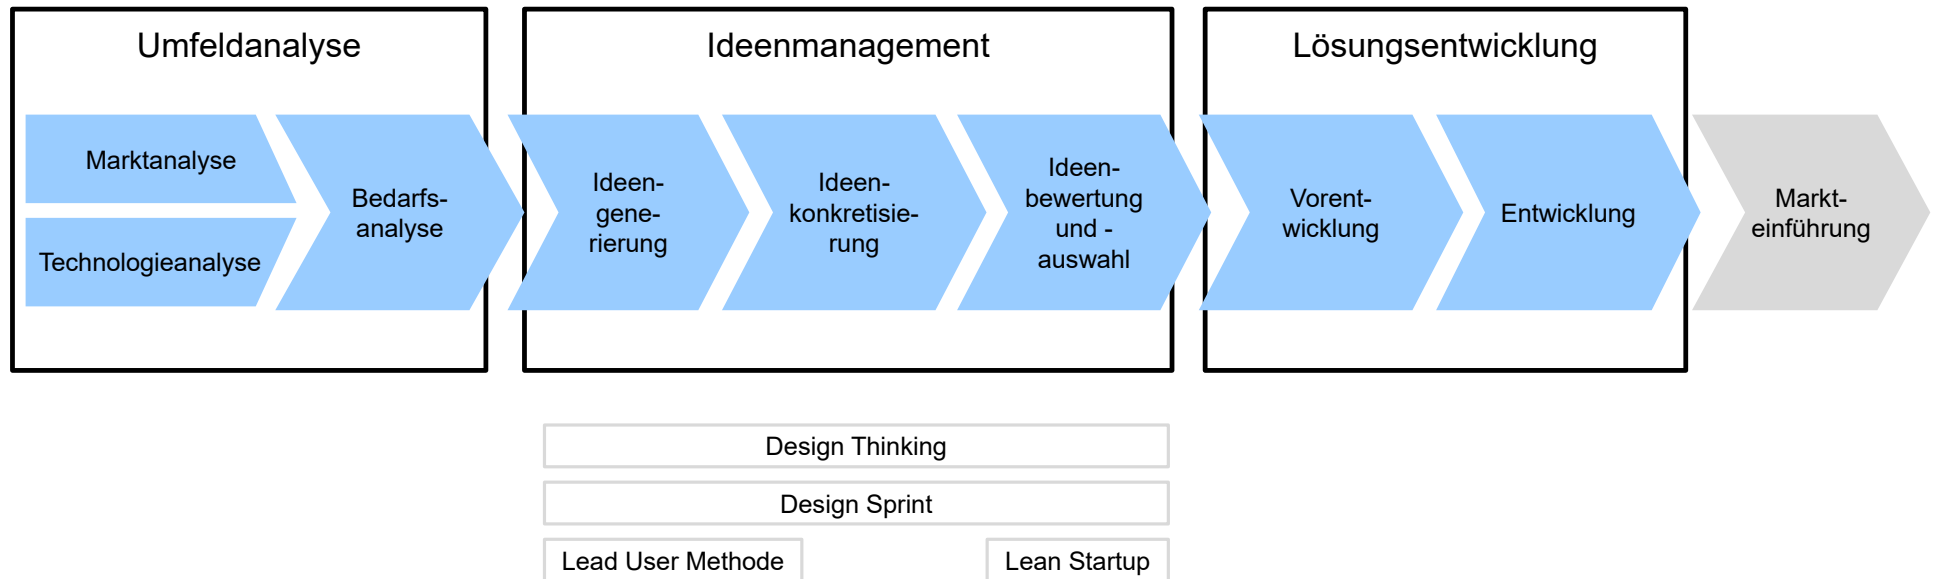 Umfeldanalyse
Ideenmanagement
Lösungsentwicklung
Marktanalyse
Technologieanalyse
Bedarfs-
analyse
Ideen-
gene-
rierung
Ideen-
konkretisie-
rung
Ideen-
bewertung
und -
auswahl
Vorent-
wicklung
Entwicklung
Markt-
einführung
Design Thinking
Design Sprint
Lead User Methode
Lean Startup